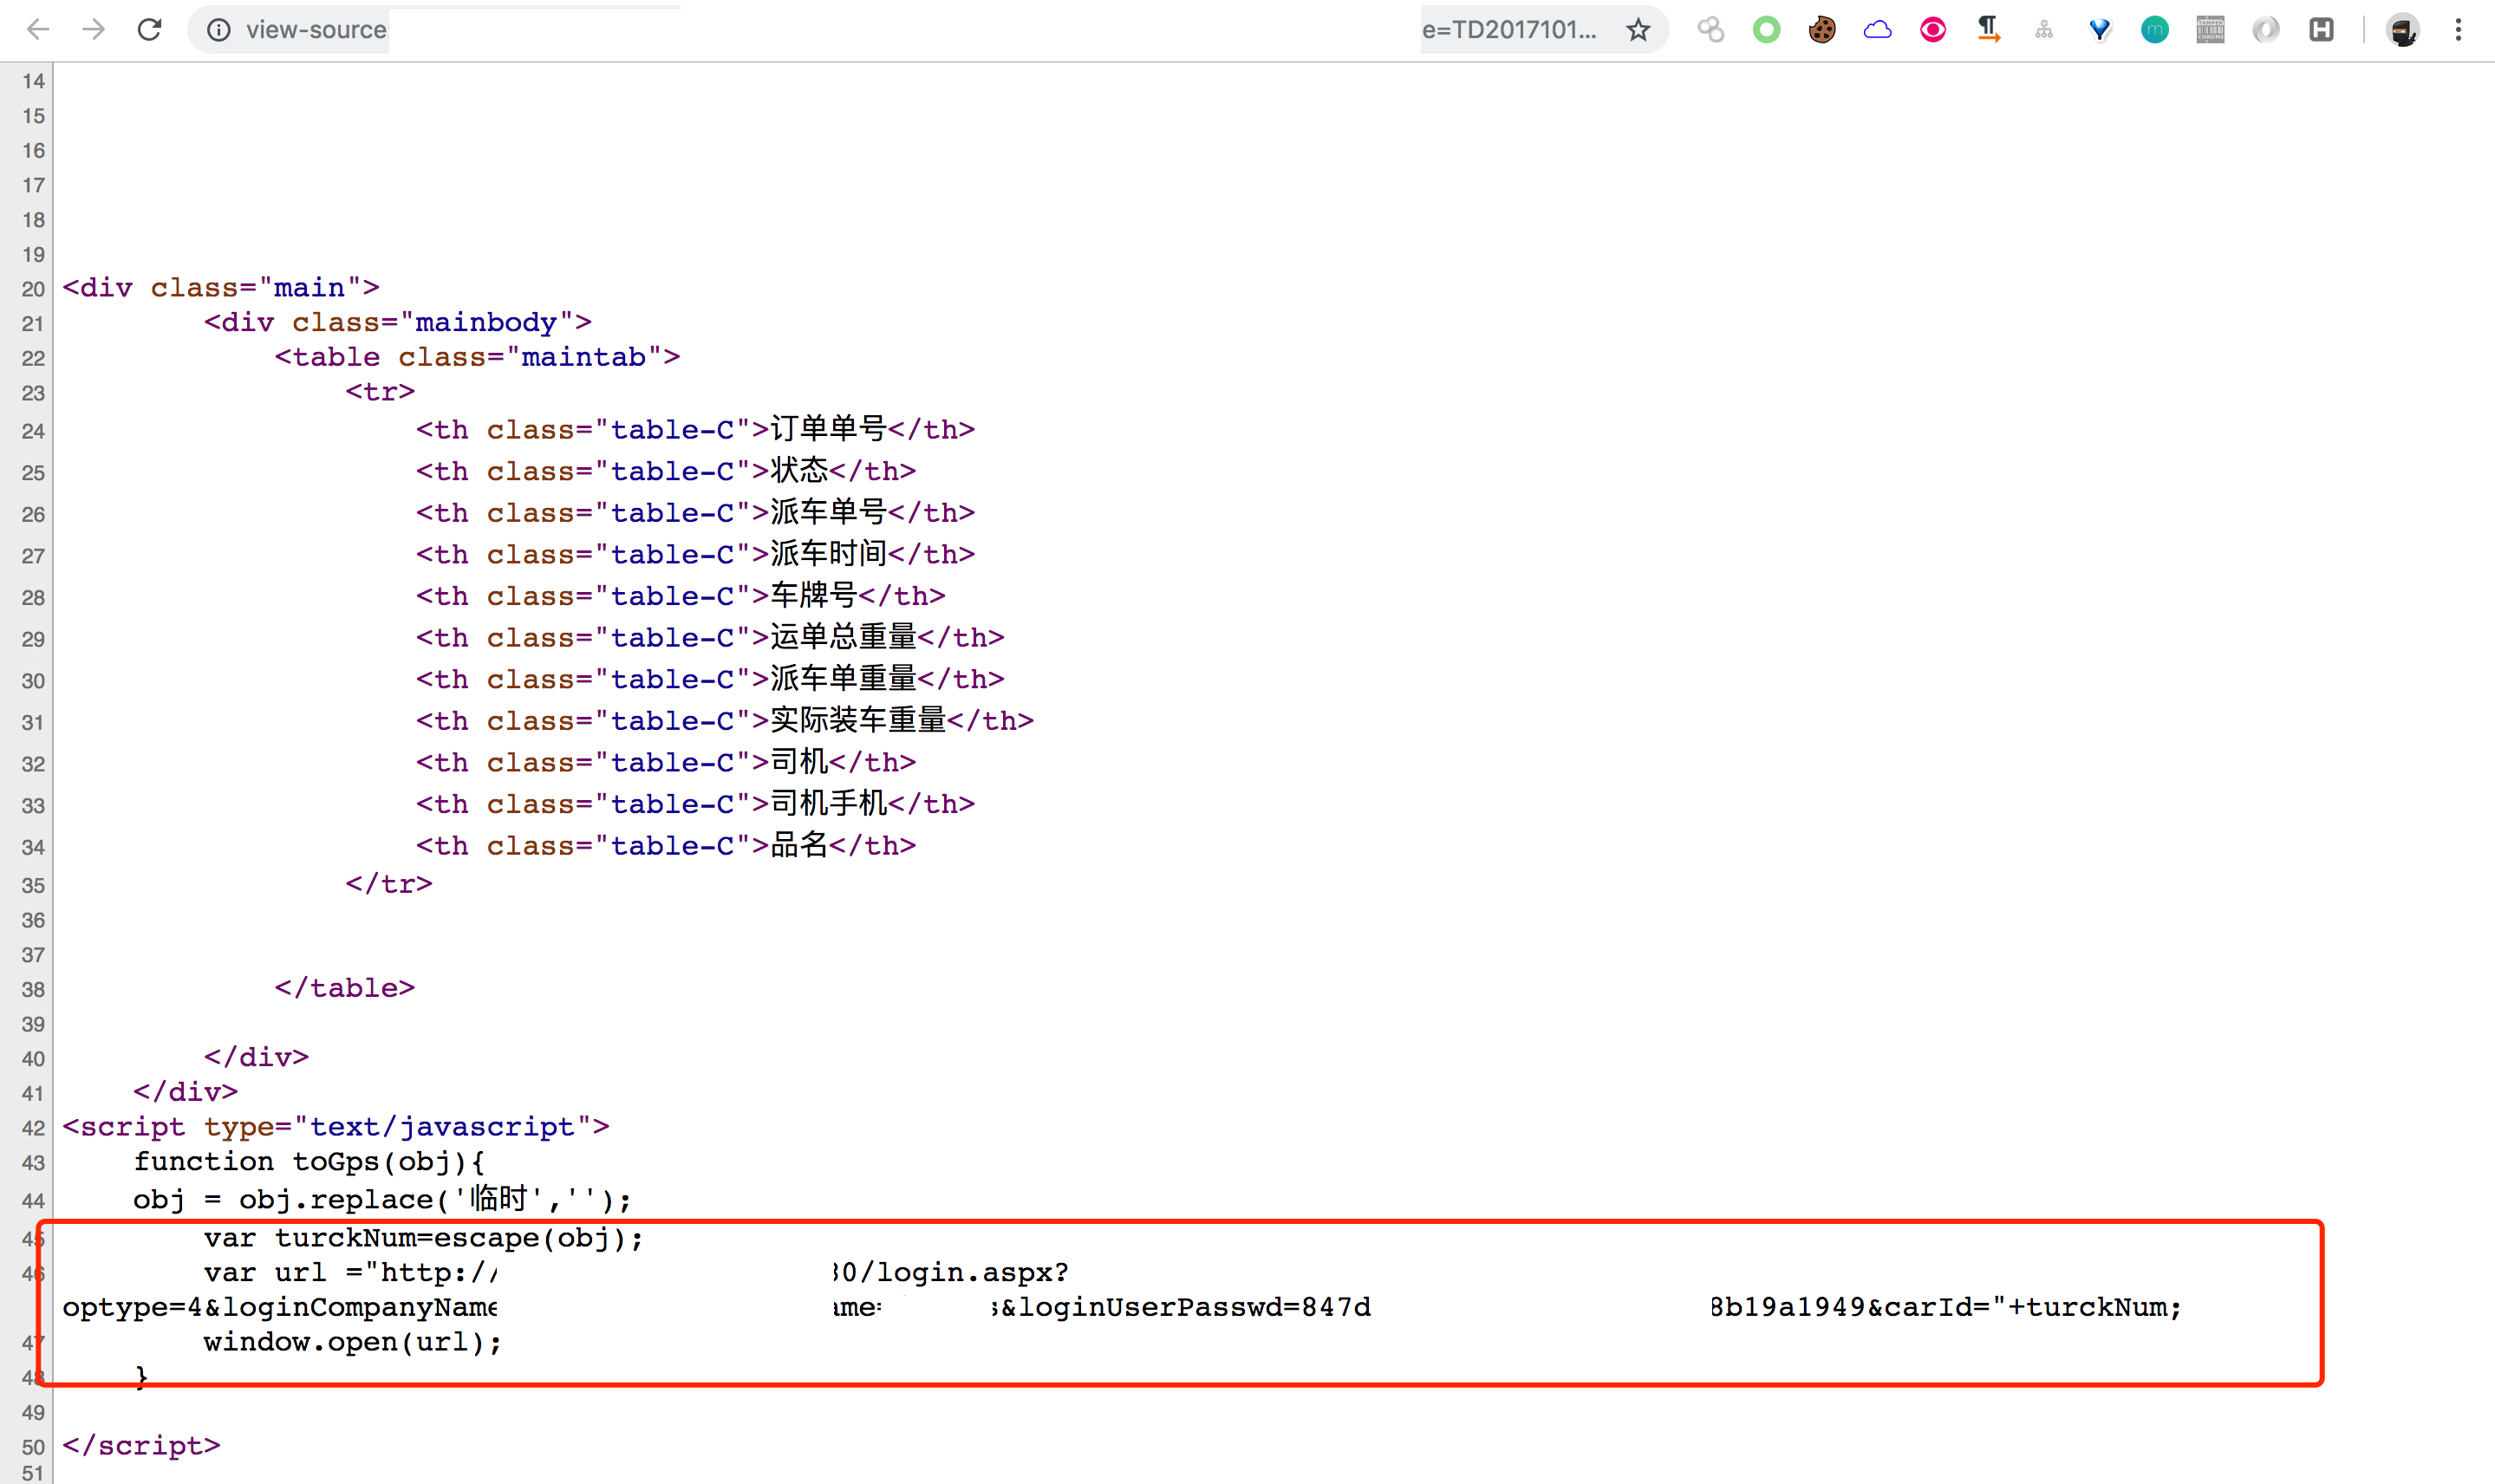 view-source:
e=TD2017101...
14
15
16
17
18
19
20 <div class="main">
21 <div class="mainbody">
22 <table class="maintab">
23 <tr>
24 <th class="table-C">订单单号</th>
25 <th class="table-C">状态</th>
26 <th class="table-C">派车单号</th>
27 <th class="table-C">派车时间</th>
28 <th class="table-C">车牌号</th>
29 <th class="table-C">运单总重量</th>
30 <th class="table-C">派车单重量</th>
31 <th class="table-C">实际装车重量</th>
32 <th class="table-C">司机</th>
33 <th class="table-C">司机手机</th>
34 <th class="table-C">品名</th>
35 </tr>
36
37
38 </table>
39
40 </div>
41 </div>
42 <script type="text/javascript">
43 function toGps(obj){
44 obj = obj.replace('临时','');
45 var turckNum=escape(obj);
46 var url ="http:// 30/login.aspx?
optype=4&loginCompanyName ame= s&loginUserPasswd=847d 8b19a1949&carId="+turckNum;
47 window.open(url);
48 }
49
50 </script>
51